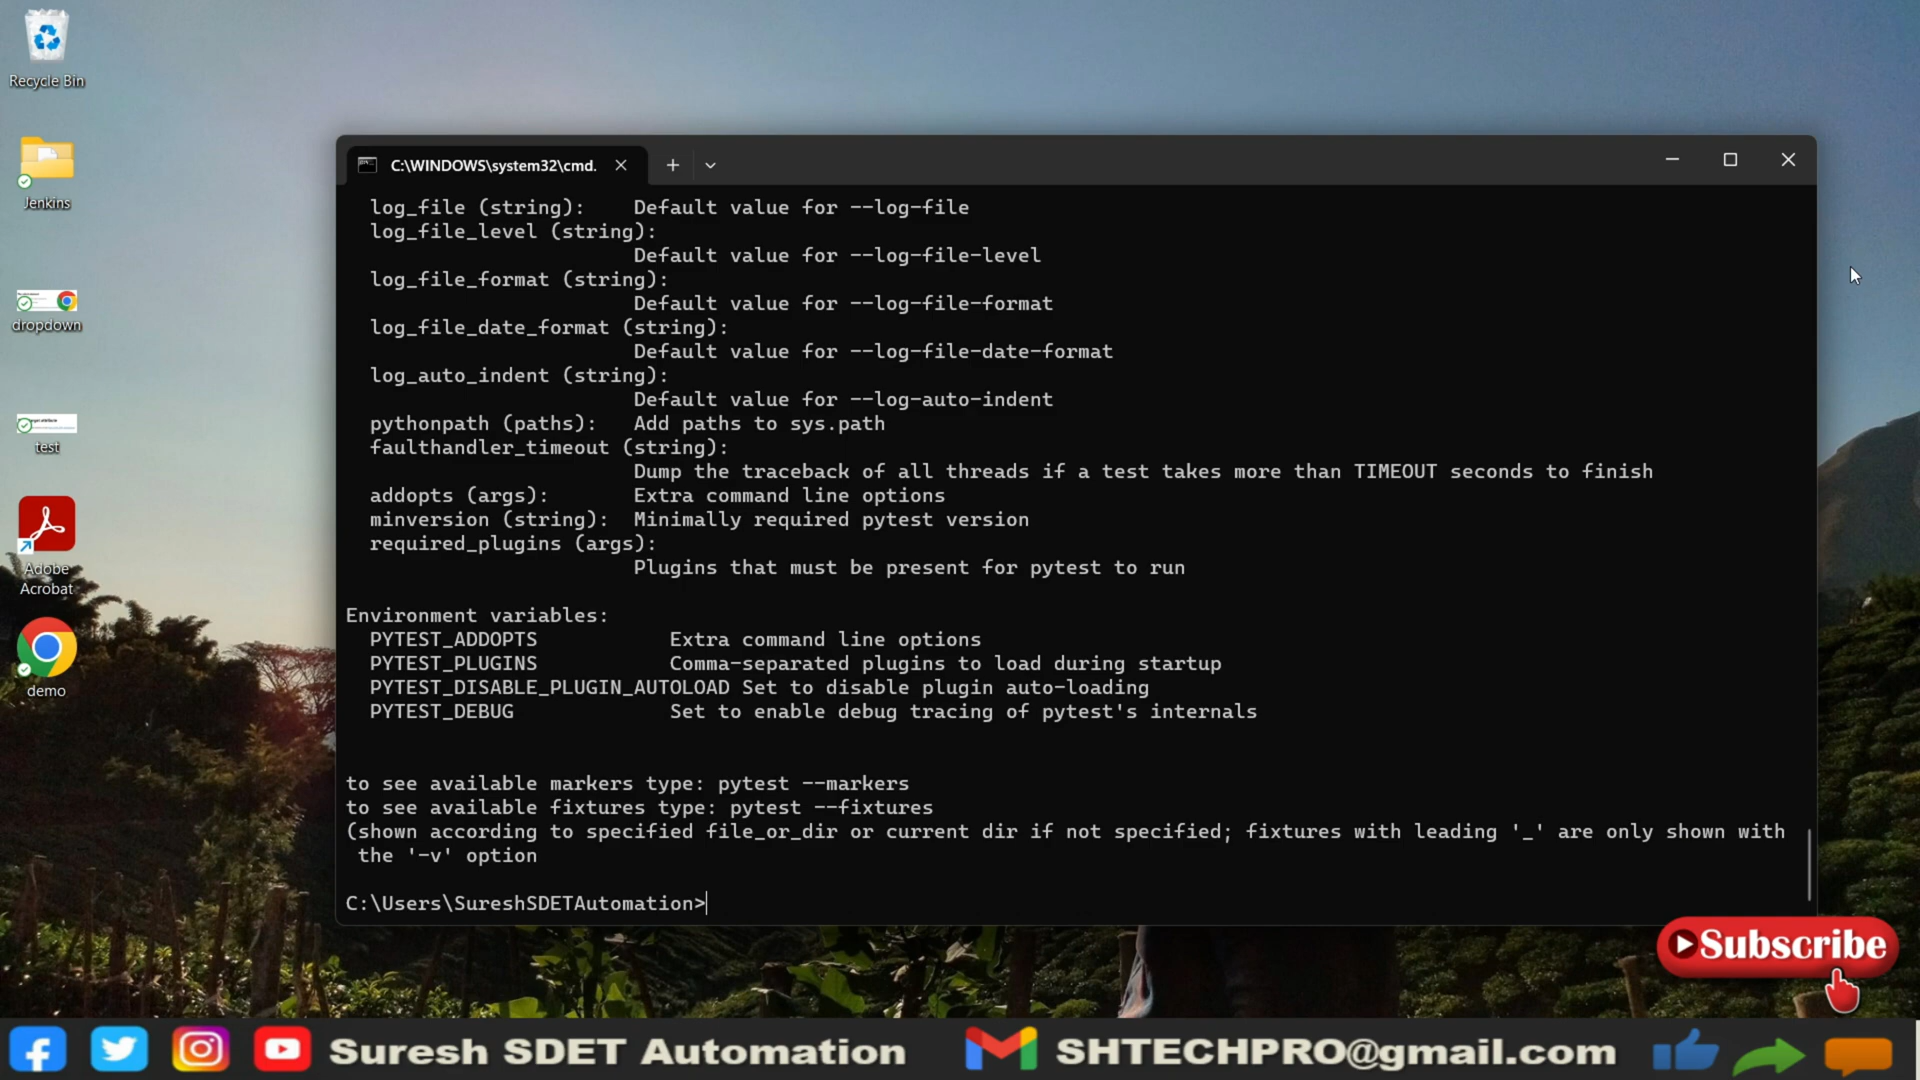 Recycle Bin
Jenkins
dropdown
test
Adobe
Acrobat
demo
C:\WINDOWS\system32\cmd.
log_file (string):    Default value for --log-file
log_file_level (string):
Default value for --log-file-level
log_file_format (string):
Default value for --log-file-format
log_file_date_format (string):
Default value for --log-file-date-format
log_auto_indent (string):
Default value for --log-auto-indent
pythonpath (paths):   Add paths to sys.path
faulthandler_timeout (string):
Dump the traceback of all threads if a test takes more than TIMEOUT seconds to finish
addopts (args):       Extra command line options
minversion (string):  Minimally required pytest version
required_plugins (args):
Plugins that must be present for pytest to run
Environment variables:
PYTEST_ADDOPTS           Extra command line options
PYTEST_PLUGINS           Comma-separated plugins to load during startup
PYTEST_DISABLE_PLUGIN_AUTOLOAD Set to disable plugin auto-loading
PYTEST_DEBUG             Set to enable debug tracing of pytest's internals
to see available markers type: pytest --markers
to see available fixtures type: pytest --fixtures
(shown according to specified file_or_dir or current dir if not specified; fixtures with leading '_' are only shown with
the '-v' option
C:\Users\SureshSDETAutomation>
Subscribe
Suresh SDET Automation
SHTECHPRO@gmail.com